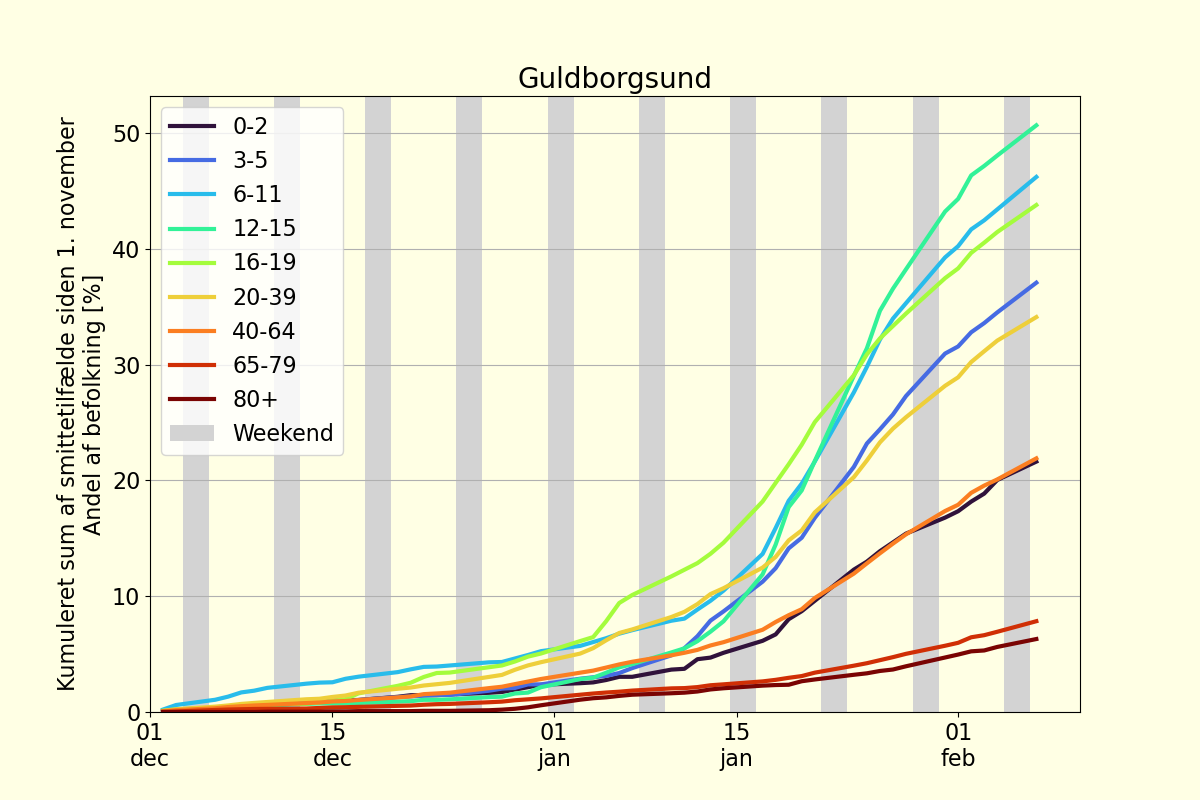 Guldborgsund
Kumuleret sum af smittetilfælde siden 1. november
Andel af befolkning [%]
50
40
30
20
10
0
0-2
3-5
6-11
12-15
16-19
20-39
40-64
65-79
80+
Weekend
01
dec
15
dec
01
jan
15
jan
01
feb